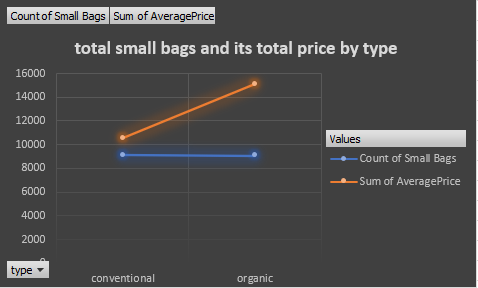 Count of Small Bags Sum of AveragePrice
total small bags and its total price by type
16000
14000
12000
10000
8000
6000
4000
2000
0
conventional organic
Values
Count of Small Bags
Sum of AveragePrice
type